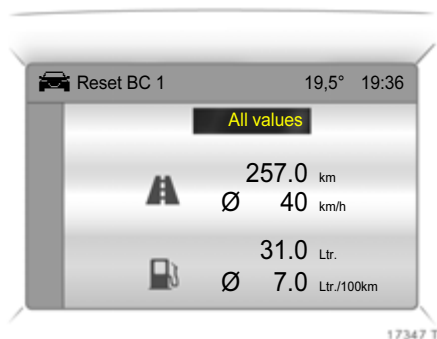 Reset BC 1 19,5° 19:36
All values
257.0 km
Ø 40 km/h
31.0 Ltr.
Ø 7.0 Ltr./100km
17347 T